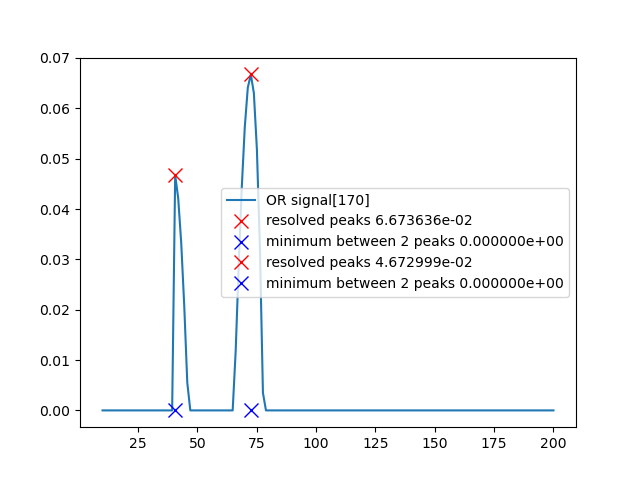 0.07
0.06
0.05
0.04
0.03
0.02
0.01
0.00
OR signal[170]
resolved peaks 6.673636e-02
minimum between 2 peaks 0.000000e+00
resolved peaks 4.672999e-02
minimum between 2 peaks 0.000000e+00
25 50 75 100 125 150 175 200